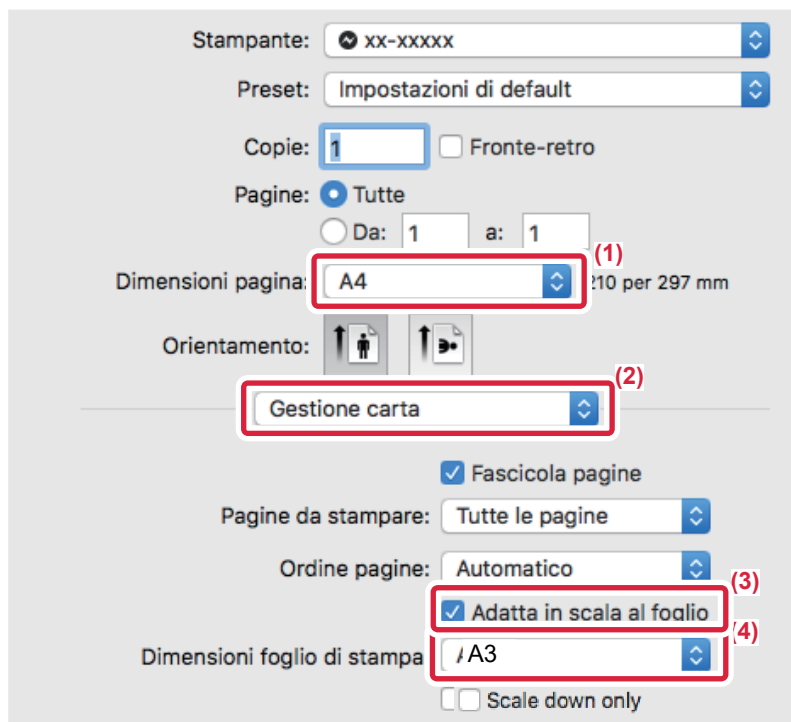 Stampante: xx-xxxxx
Preset: Impostazioni di default
Copie: 1 Fronte-retro
Pagine: Tutte
Da: 1 a: 1
(1)
Dimensioni pagina: A4 210 per 297 mm
Orientamento:
(2)
Gestione carta
Fascicola pagine
Pagine da stampare: Tutte le pagine
Ordine pagine: Automatico
(3)
Adatta in scala al foglio
(4)
Dimensioni foglio di stampa A3
Scale down only